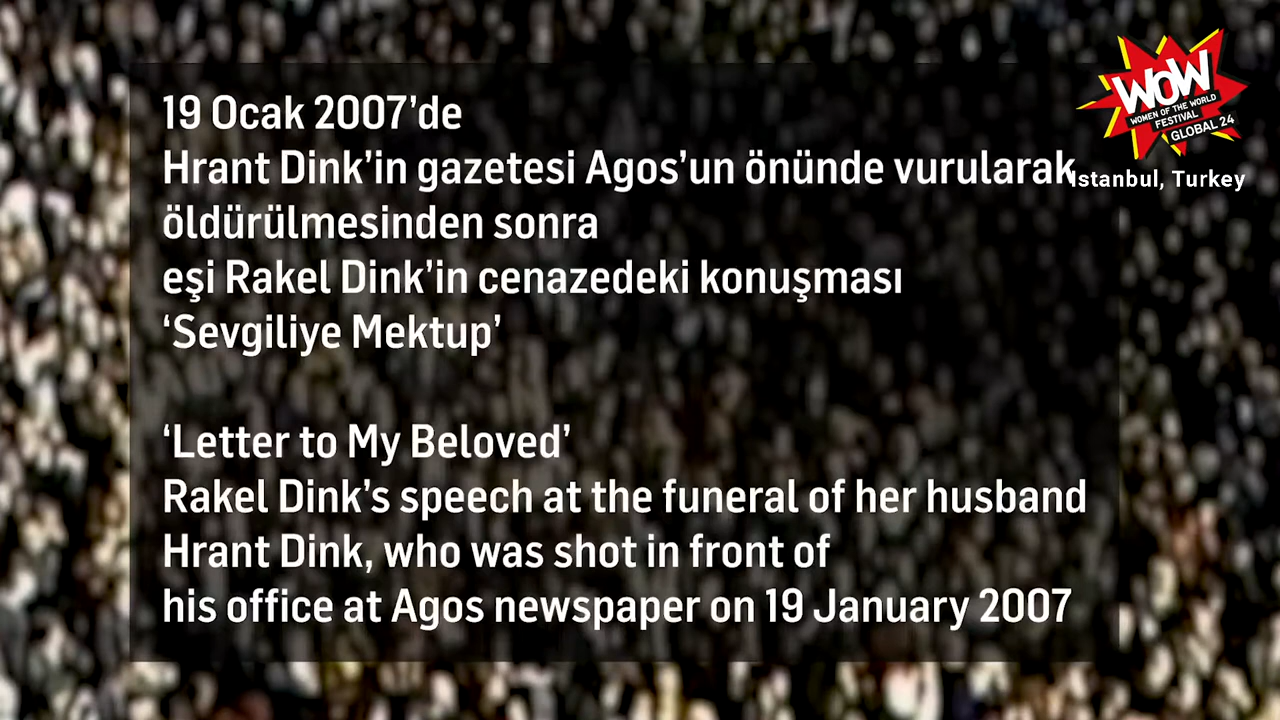 19 Ocak 2007’de
Hrant Dink’in gazetesi Agos’un önünde vurularak
öldürülmesinden sonra
eşi Rakel Dink’in cenazedeki konuşması
‘Sevgiliye Mektup’
‘Letter to My Beloved’
Rakel Dink’s speech at the funeral of her husband
Hrant Dink, who was shot in front of
his office at Agos newspaper on 19 January 2007
WOW
WOMEN OF THE WORLD
FESTIVAL
GLOBAL 24
Istanbul, Turkey